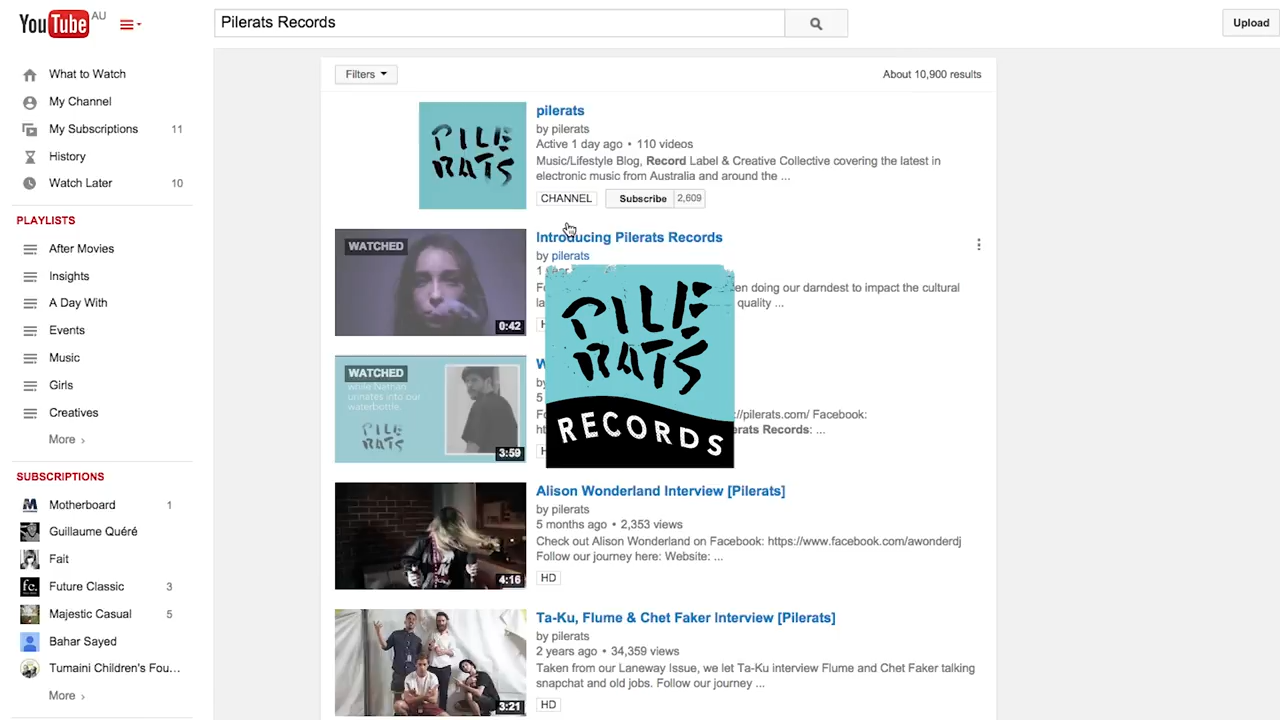 YouTube AU
Pilerats Records
Upload
What to Watch
My Channel
My Subscriptions 11
History
Watch Later 10
PLAYLISTS
After Movies
Insights
A Day With
Events
Music
Girls
Creatives
More ›
SUBSCRIPTIONS
Motherboard 1
Guillaume Quéré
Fait
fc.
Future Classic 3
Majestic Casual 5
Bahar Sayed
Tumaini Children's Fou...
More ›
Filters
About 10,900 results
PILE
RATS
pilerats
by pilerats
Active 1 day ago • 110 videos
Music/Lifestyle Blog, Record Label & Creative Collective covering the latest in
electronic music from Australia and around the ...
CHANNEL Subscribe 2,609
WATCHED
0:42
Introducing Pilerats Records
by pilerats
doing our darndest to impact the cultural
quality ...
WATCHED
while Nathan
urinates into our
waterbottle.
PILE
RATS
3:59
://pilerats.com/ Facebook:
Records: ...
PILE
RATS
RECORDS
4:16
Alison Wonderland Interview [Pilerats]
by pilerats
5 months ago • 2,353 views
Check out Alison Wonderland on Facebook: https://www.facebook.com/awonderdj
Follow our journey here: Website: ...
HD
3:21
Ta-Ku, Flume & Chet Faker Interview [Pilerats]
by pilerats
2 years ago • 34,359 views
Taken from our Laneway Issue, we let Ta-Ku interview Flume and Chet Faker talking
snapchat and old jobs. Follow our journey ...
HD